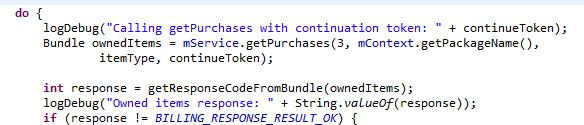 do {
logDebug("Calling getPurchases with continuation token: " + continueToken);
Bundle ownedItems = mService.getPurchases(3, mContext.getPackageName(),
itemType, continueToken);
int response = getResponseCodeFromBundle(ownedItems);
logDebug("Owned items response: " + String.valueOf(response));
if (response != BILLING_RESPONSE_RESULT_OK) {